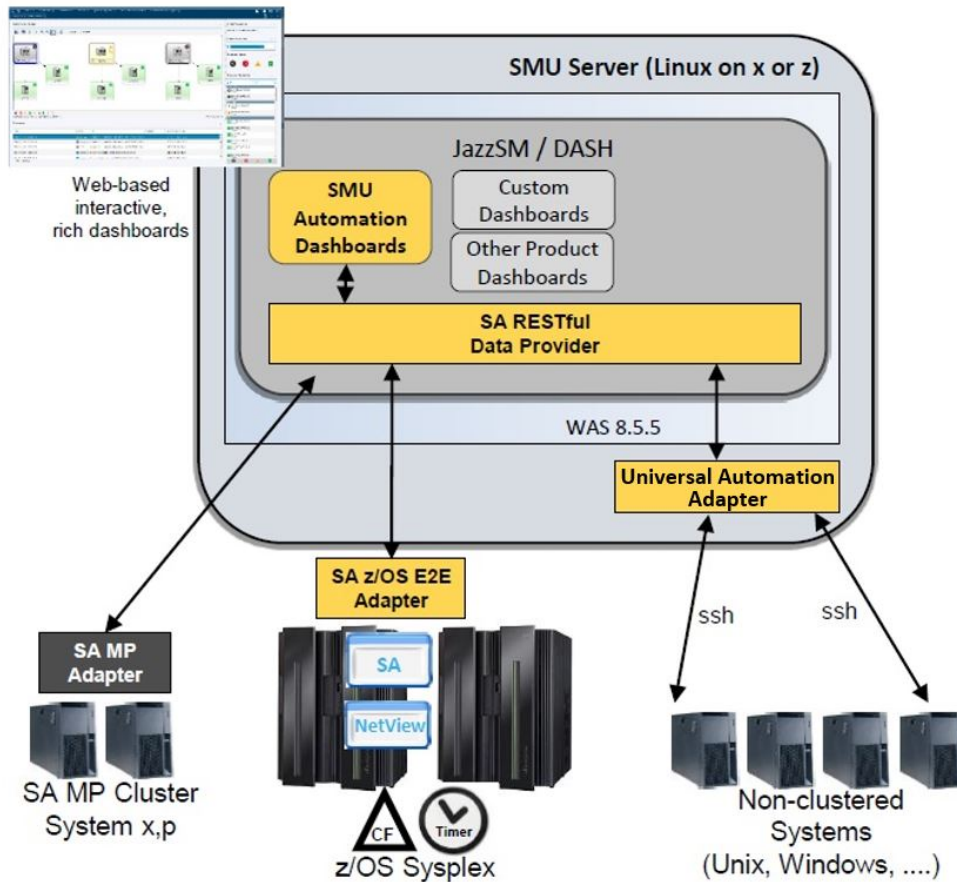 SMU Server (Linux on x or z)
JazzSM / DASH
Web-based
interactive,
rich dashboards
SMU
Automation
Dashboards
Custom
Dashboards
Other Product
Dashboards
SA RESTful
Data Provider
WAS 8.5.5
Universal Automation
Adapter
SA z/OS E2E
Adapter
ssh
ssh
SA MP
Adapter
SA
NetView
SA MP Cluster
System x,p
CF
Timer
z/OS Sysplex
Non-clustered
Systems
(Unix, Windows, ....)